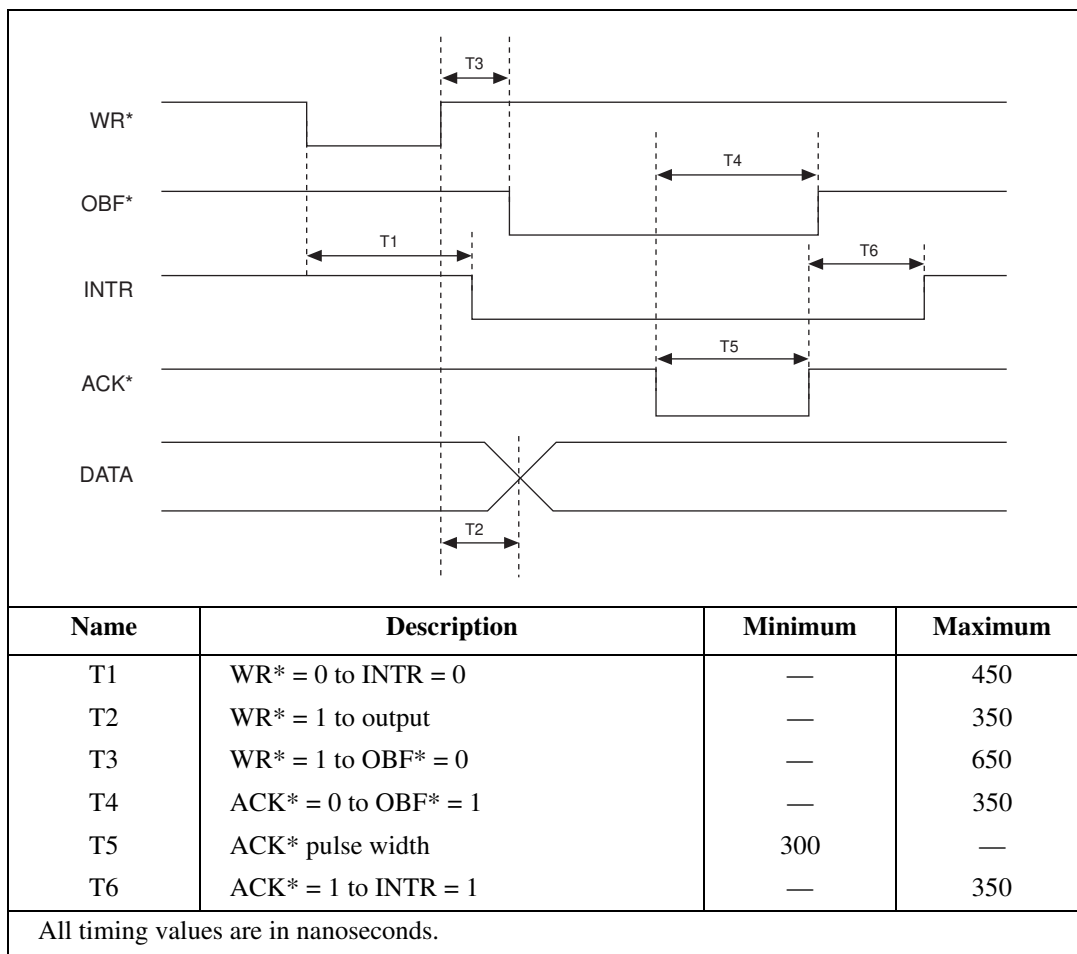 T3
WR*
T4
OBF*
T1
T6
INTR
T5
ACK*
DATA
T2
Name Description Minimum Maximum
T1 WR* = 0 to INTR = 0 — 450
T2 WR* = 1 to output — 350
T3 WR* = 1 to OBF* = 0 — 650
T4 ACK* = 0 to OBF* = 1 — 350
T5 ACK* pulse width 300 —
T6 ACK* = 1 to INTR = 1 — 350
All timing values are in nanoseconds.